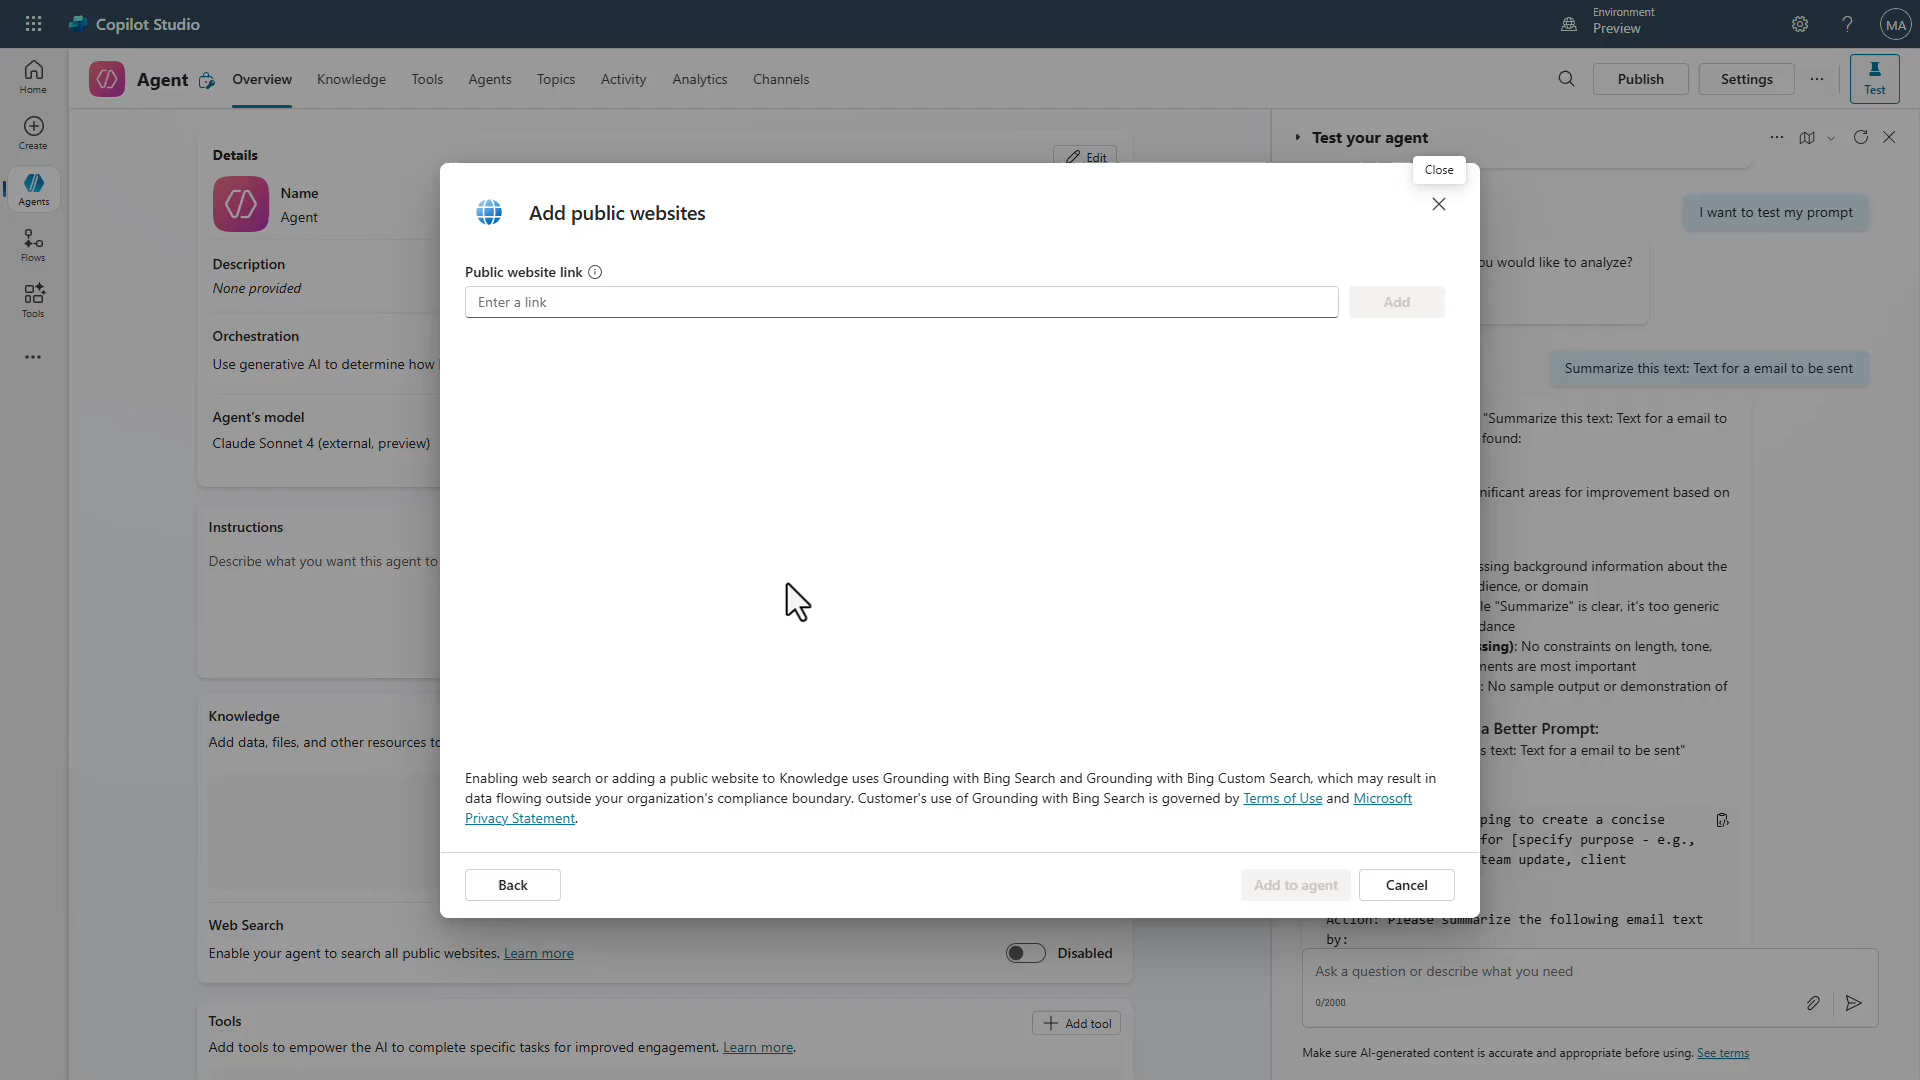 Copilot Studio
Environment
Preview
MA
Home
Create
Agents
Flows
Tools
Agent
Overview
Knowledge
Tools
Agents
Topics
Activity
Analytics
Channels
Publish
Settings
Test
Details
Edit
Name
Agent
Description
None provided
Orchestration
Use generative AI to determine how
Agent's model
Claude Sonnet 4 (external, preview)
Instructions
Describe what you want this agent to
Knowledge
Add data, files, and other resources to
Web Search
Enable your agent to search all public websites. Learn more
Disabled
Tools
Add tool
Add tools to empower the AI to complete specific tasks for improved engagement. Learn more.
Close
Add public websites
Public website link
Enter a link
Add
Enabling web search or adding a public website to Knowledge uses Grounding with Bing Search and Grounding with Bing Custom Search, which may result in
data flowing outside your organization's compliance boundary. Customer's use of Grounding with Bing Search is governed by Terms of Use and Microsoft
Privacy Statement.
Back
Add to agent
Cancel
Test your agent
I want to test my prompt
you would like to analyze?
Summarize this text: Text for a email to be sent
"Summarize this text: Text for a email to
found:
nificant areas for improvement based on
ssing background information about the
dience, or domain
le "Summarize" is clear, it's too generic
dance
ssing): No constraints on length, tone,
ments are most important
: No sample output or demonstration of
a Better Prompt:
s text: Text for a email to be sent"
ping to create a concise
for [specify purpose - e.g.,
team update, client
Action: Please summarize the following email text
by:
Ask a question or describe what you need
0/2000
Make sure AI-generated content is accurate and appropriate before using. See terms